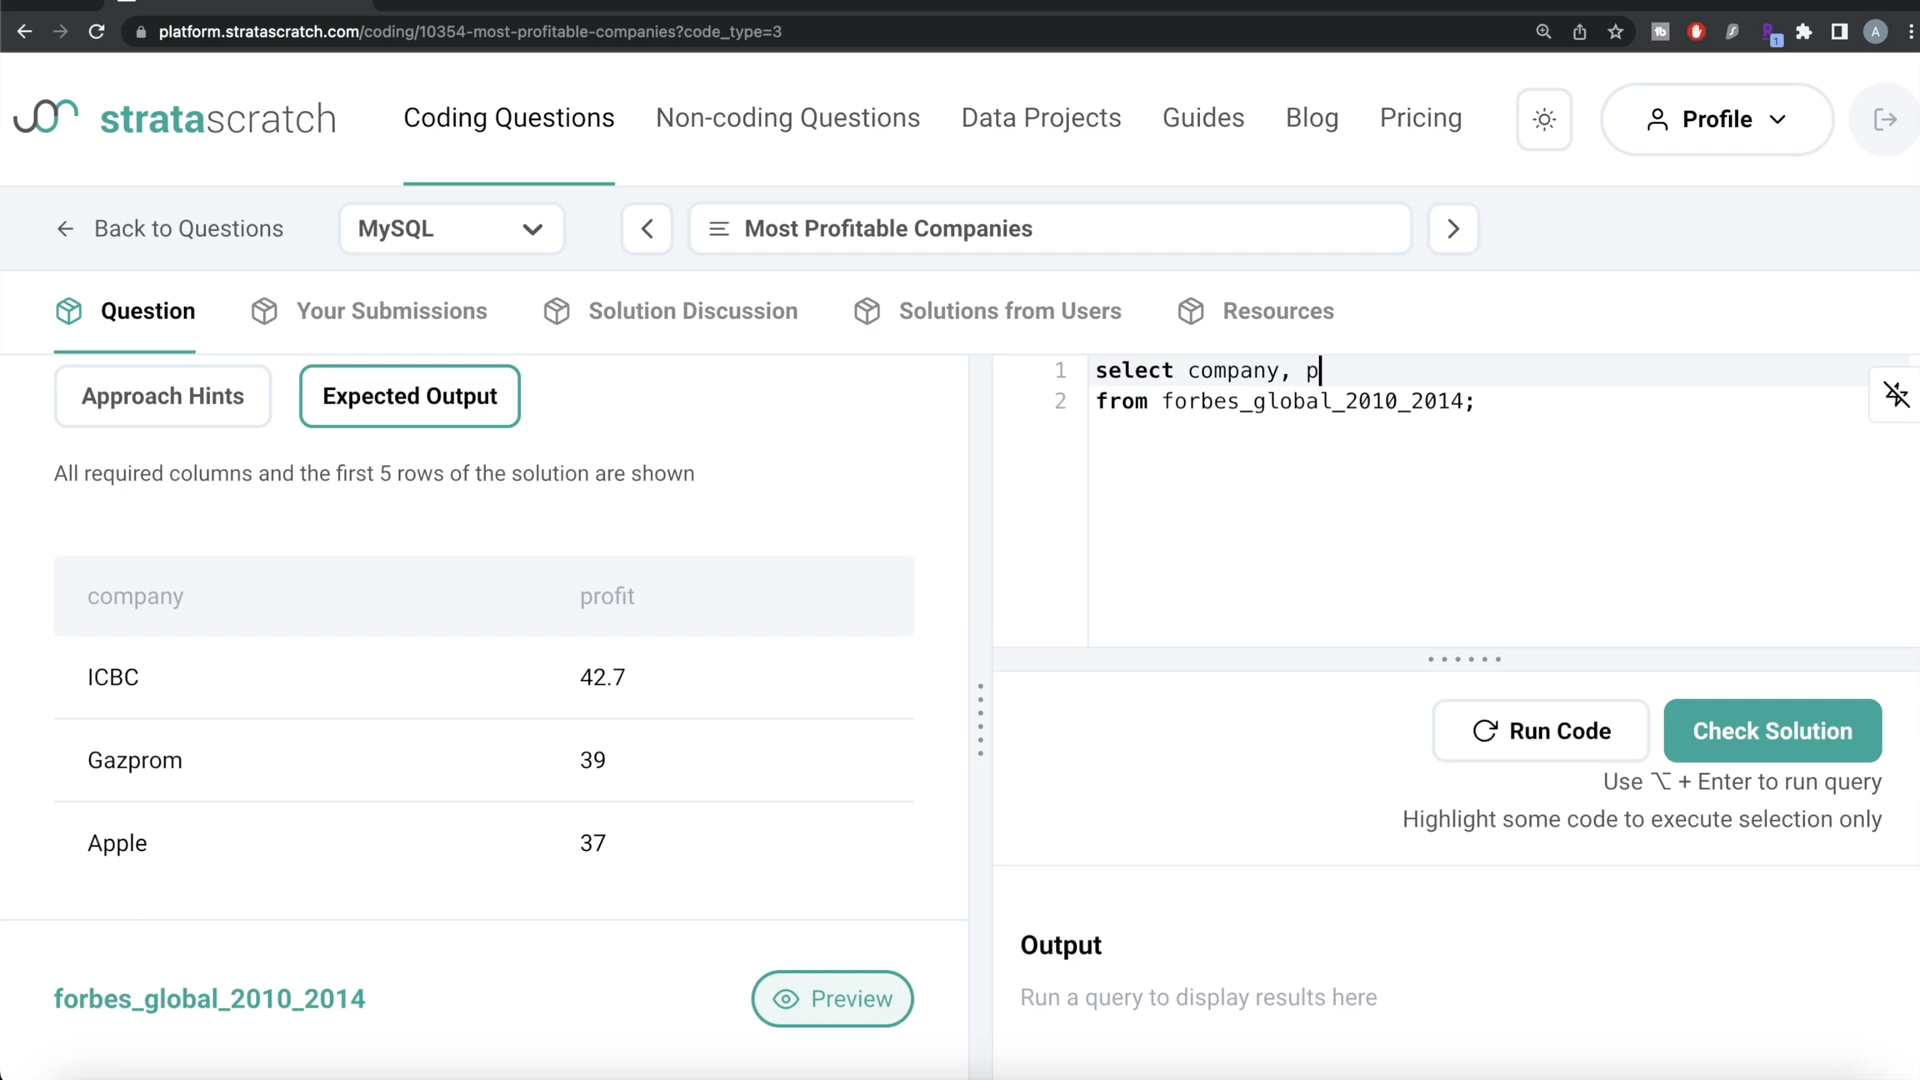 platform.stratascratch.com/coding/10354-most-profitable-companies?code_type=3
tb
1
A
stratascratch
Coding Questions
Non-coding Questions
Data Projects
Guides
Blog
Pricing
Profile
Back to Questions
MySQL
Most Profitable Companies
Question
Your Submissions
Solution Discussion
Solutions from Users
Resources
Approach Hints
Expected Output
All required columns and the first 5 rows of the solution are shown
company profit
ICBC 42.7
Gazprom 39
Apple 37
forbes_global_2010_2014
Preview
1 select company, p
2 from forbes_global_2010_2014;
Run Code
Check Solution
Use ⌥ + Enter to run query
Highlight some code to execute selection only
Output
Run a query to display results here